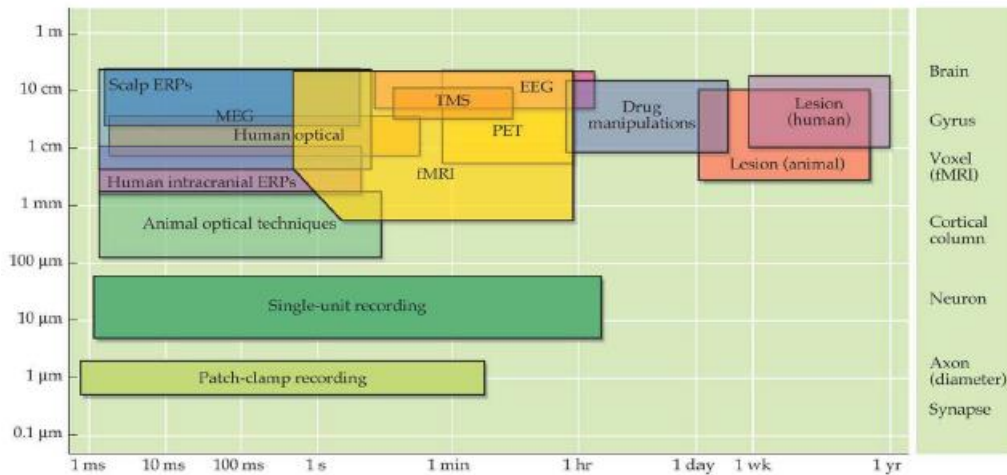 1 m
10 cm
1 cm
1 mm
100 μm
10 μm
1 μm
0.1 μm
Scalp ERPs
MEG
Human optical
Human intracranial ERPs
Animal optical techniques
EEG
TMS
PET
fMRI
Drug
manipulations
Lesion
(human)
Lesion (animal)
Single-unit recording
Patch-clamp recording
1 ms
10 ms
100 ms
1 s
1 min
1 hr
1 day
1 wk
1 yr
Brain
Gyrus
Voxel
(fMRI)
Cortical
column
Neuron
Axon
(diameter)
Synapse